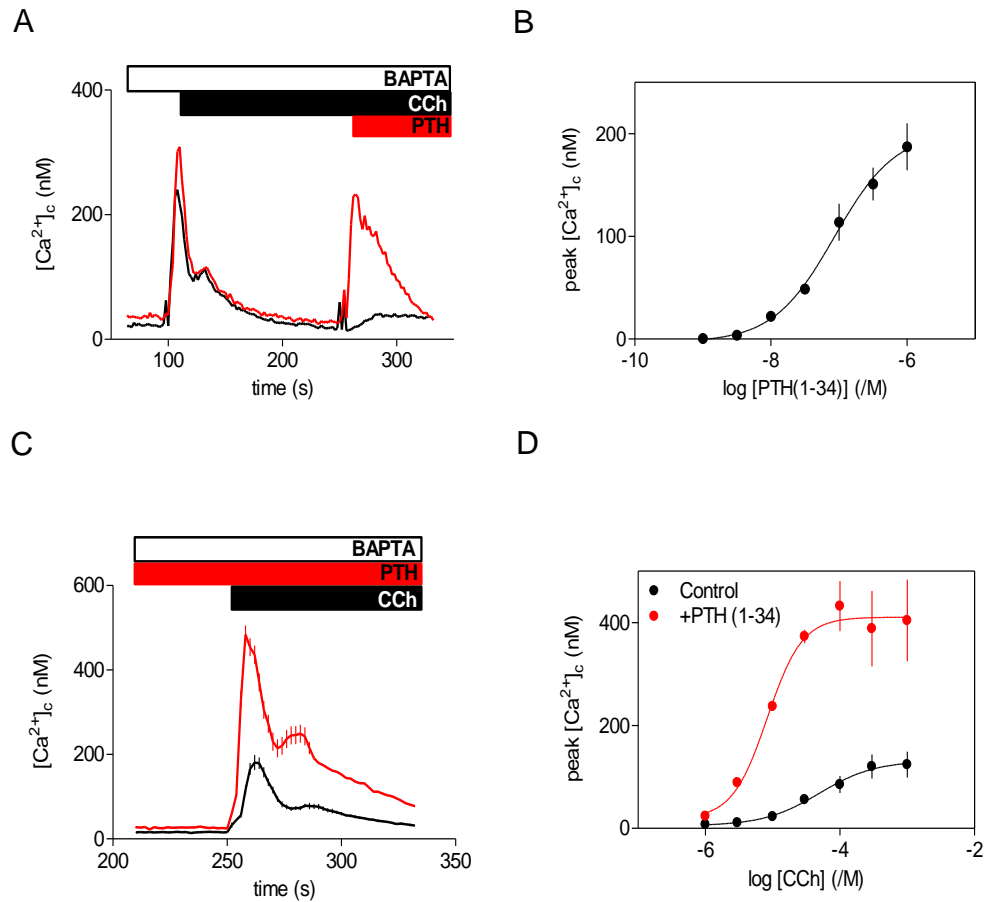 A
BAPTA
CCh
PTH
400
200
0
[Ca²⁺]c (nM)
100 200 300
time (s)
B
200
100
0
peak [Ca²⁺]c (nM)
-10 -8 -6
log [PTH(1-34)] (/M)
C
BAPTA
PTH
CCh
600
400
200
0
[Ca²⁺]c (nM)
200 250 300 350
time (s)
D
Control
+PTH (1-34)
400
200
0
peak [Ca²⁺]c (nM)
-6 -4 -2
log [CCh] (/M)